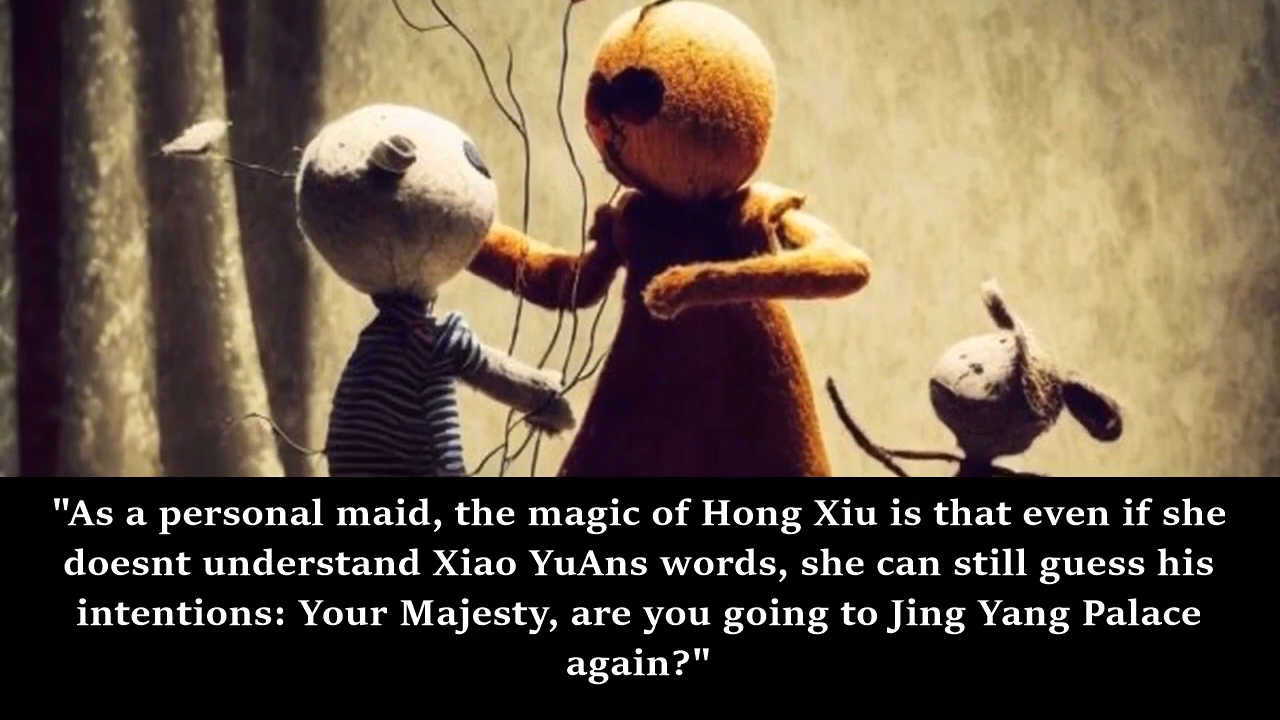 "As a personal maid, the magic of Hong Xiu is that even if she
doesnt understand Xiao YuAns words, she can still guess his
intentions: Your Majesty, are you going to Jing Yang Palace
again?"